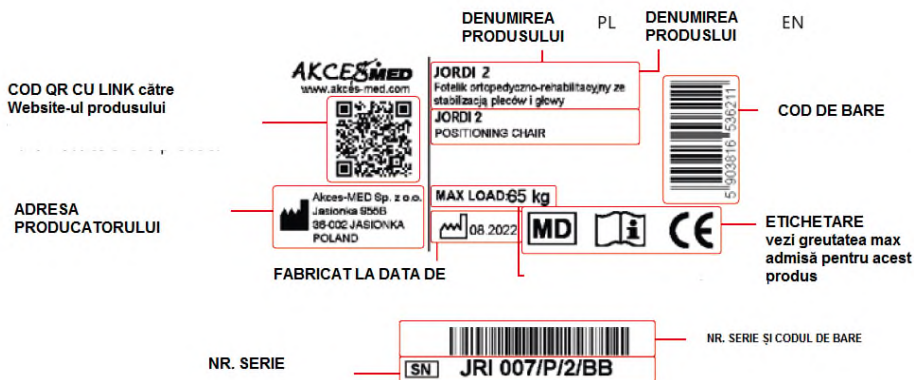 DENUMIREA
PRODUSULUI
PL
DENUMIREA
PRODUSLUI
EN
COD QR CU LINK către
Website-ul produsului
AKCESMED
www.akces-med.com
JORDI 2
Fotelik ortopedyczno-rehabilitacyjny ze
stabilizacją pleców i głowy
JORDI 2
POSITIONING CHAIR
5 903816 536211
COD DE BARE
ADRESA
PRODUCATORULUI
Akces-MED Sp. z o.o.
Jasionka 955B
36-002 JASIONKA
POLAND
MAX LOAD:65 kg
08.2022
MD
CE
ETICHETARE
vezi greutatea max
admisă pentru acest
produs
FABRICAT LA DATA DE
NR. SERIE ȘI CODUL DE BARE
NR. SERIE
SN JRI 007/P/2/BB